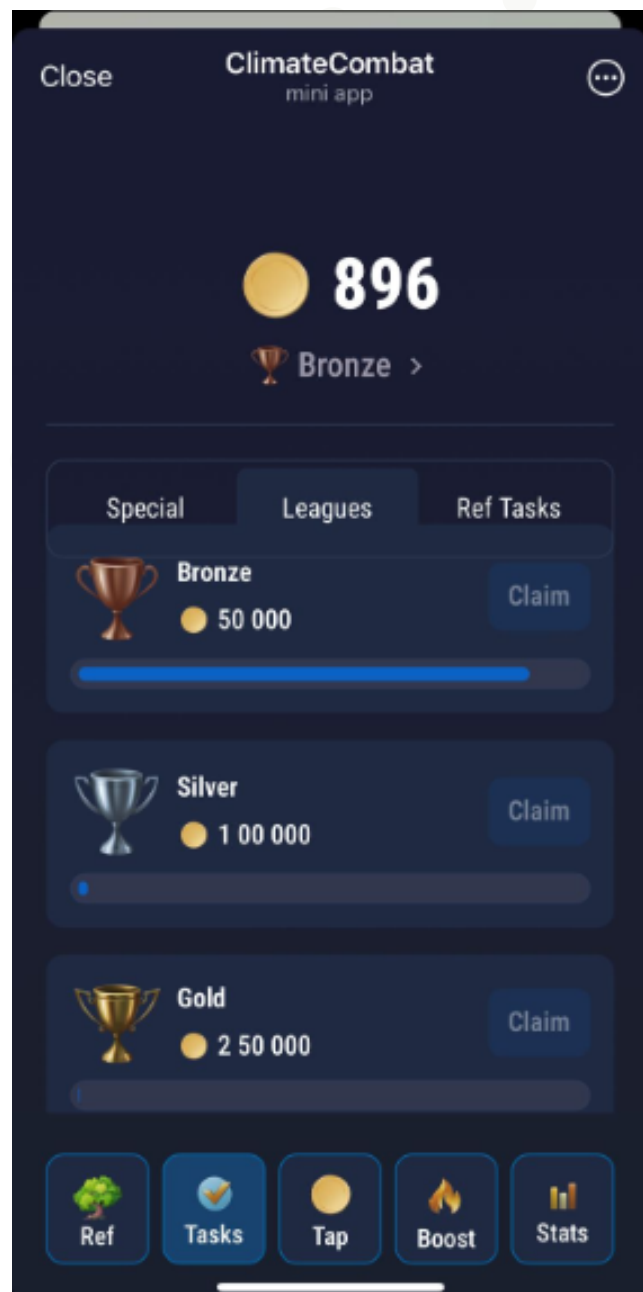 Close
ClimateCombat
mini app
896
Bronze >
Special Leagues Ref Tasks
Bronze
50 000
Claim
Silver
1 00 000
Claim
Gold
2 50 000
Claim
Ref Tasks Tap Boost Stats